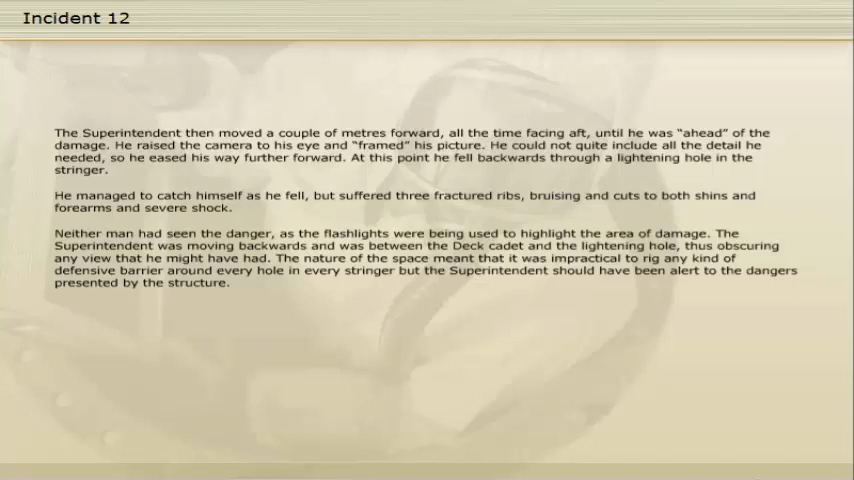 Incident 12
The Superintendent then moved a couple of metres forward, all the time facing aft, until he was “ahead” of the
damage. He raised the camera to his eye and “framed” his picture. He could not quite include all the detail he
needed, so he eased his way further forward. At this point he fell backwards through a lightening hole in the
stringer.
He managed to catch himself as he fell, but suffered three fractured ribs, bruising and cuts to both shins and
forearms and severe shock.
Neither man had seen the danger, as the flashlights were being used to highlight the area of damage. The
Superintendent was moving backwards and was between the Deck cadet and the lightening hole, thus obscuring
any view that he might have had. The nature of the space meant that it was impractical to rig any kind of
defensive barrier around every hole in every stringer but the Superintendent should have been alert to the dangers
presented by the structure.